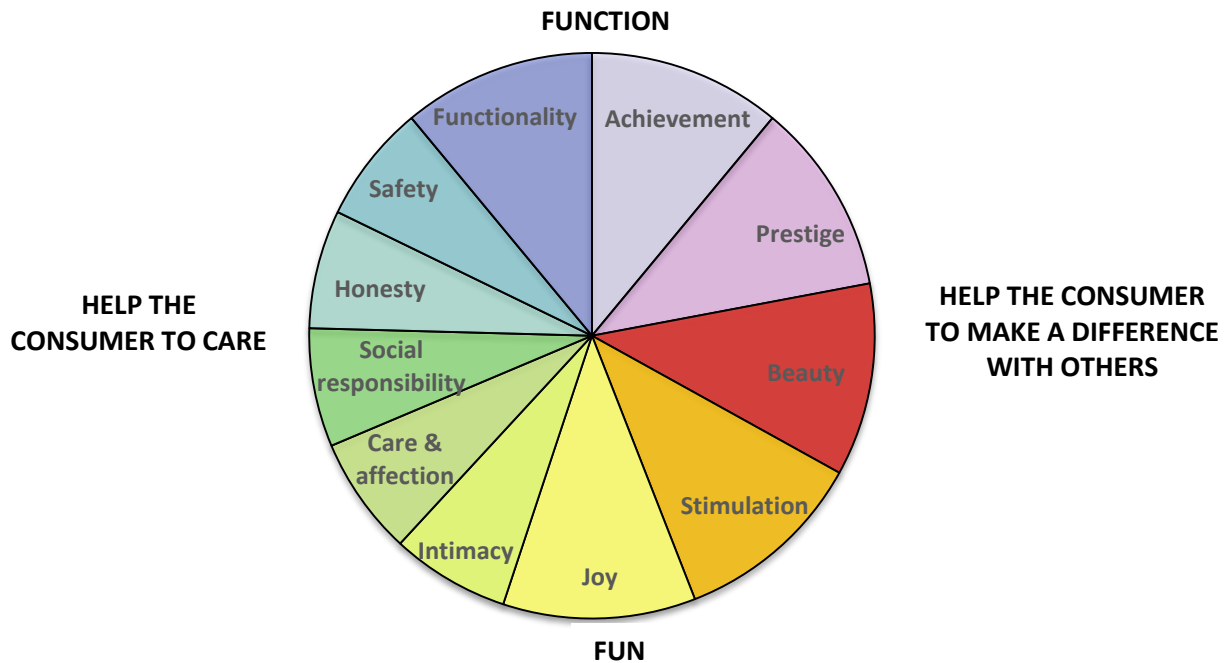 FUNCTION
Functionality
Achievement
Safety
Prestige
Honesty
HELP THE
CONSUMER TO CARE
HELP THE CONSUMER
TO MAKE A DIFFERENCE
WITH OTHERS
Social
responsibility
Beauty
Care &
affection
Stimulation
Intimacy
Joy
FUN